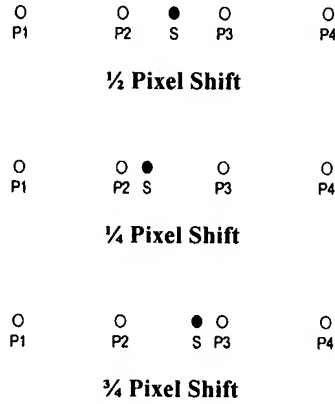 P1 P2 S P3 P4
½ Pixel Shift
P1 P2 S P3 P4
¼ Pixel Shift
P1 P2 S P3 P4
¾ Pixel Shift